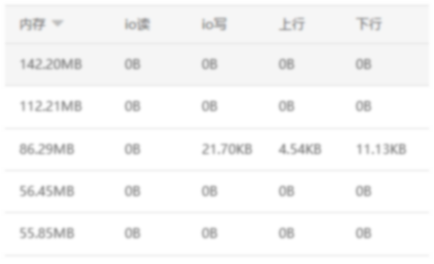 内存 io读 io写 上行 下行
142.20MB 0B 0B 0B 0B
112.21MB 0B 0B 0B 0B
86.29MB 0B 21.70KB 4.54KB 11.13KB
56.45MB 0B 0B 0B 0B
55.85MB 0B 0B 0B 0B